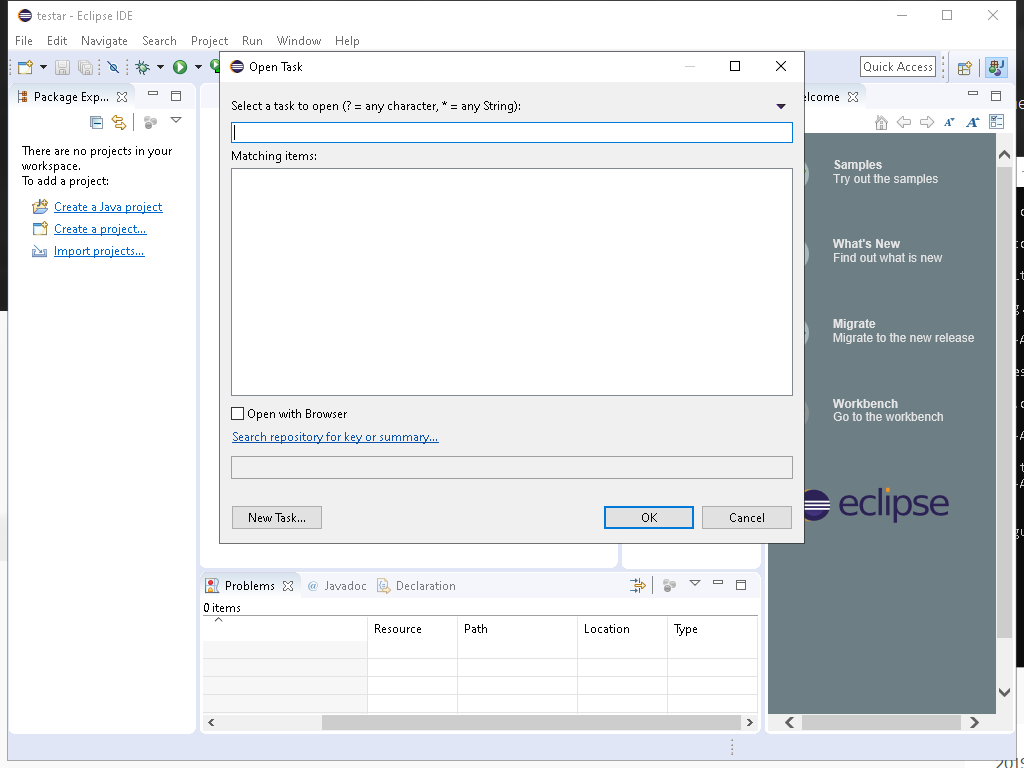 testar - Eclipse IDE
File Edit Navigate Search Project Run Window Help
Quick Access
Package Exp...
There are no projects in your
workspace.
To add a project:
Create a Java project
Create a project...
Import projects...
Open Task
Select a task to open (? = any character, * = any String):
Matching items:
Open with Browser
Search repository for key or summary...
New Task...
OK
Cancel
elcome
Samples
Try out the samples
What's New
Find out what is new
Migrate
Migrate to the new release
Workbench
Go to the workbench
eclipse
Problems
@ Javadoc
Declaration
0 items
Resource Path Location Type
2019